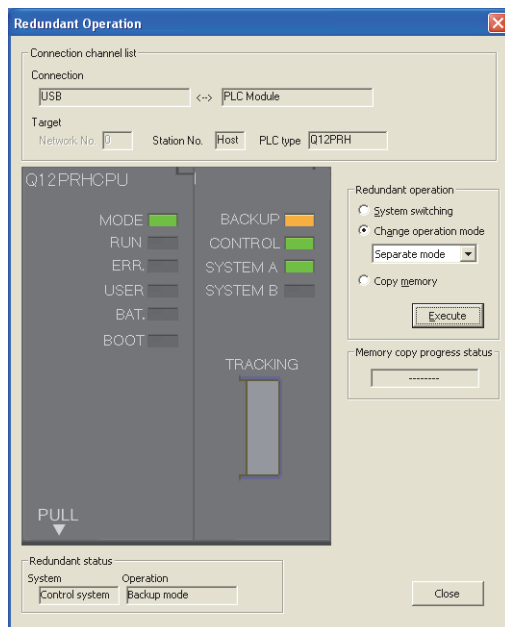 Redundant Operation
Connection channel list
Connection
USB <--> PLC Module
Target
Network No. 0 Station No. Host PLC type Q12PRH
Q12PRHCPU
MODE BACKUP
RUN CONTROL
ERR. SYSTEM A
USER SYSTEM B
BAT.
BOOT
TRACKING
PULL
Redundant operation
System switching
Change operation mode
Separate mode
Copy memory
Execute
Memory copy progress status
--------
Redundant status
System Operation
Control system Backup mode
Close